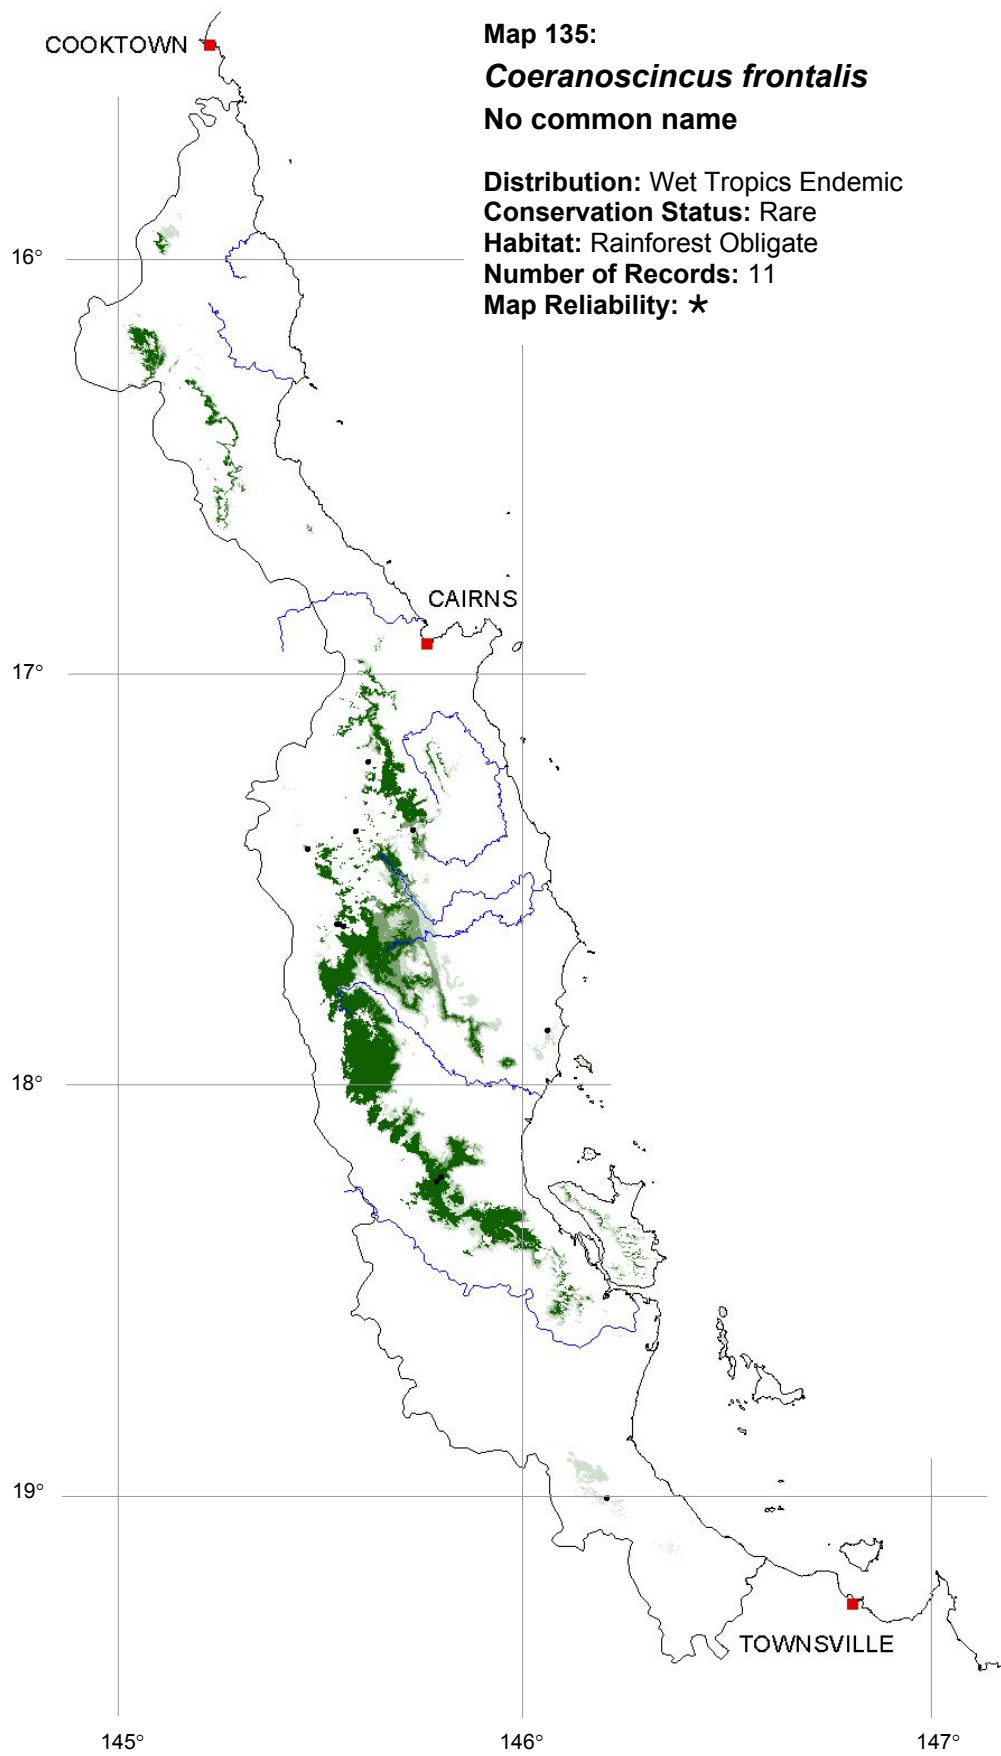 Map 135:
Coeranoscincus frontalis
No common name
Distribution: Wet Tropics Endemic
Conservation Status: Rare
Habitat: Rainforest Obligate
Number of Records: 11
Map Reliability: *
COOKTOWN
16°
CAIRNS
17°
18°
19°
TOWNSVILLE
145°
146°
147°